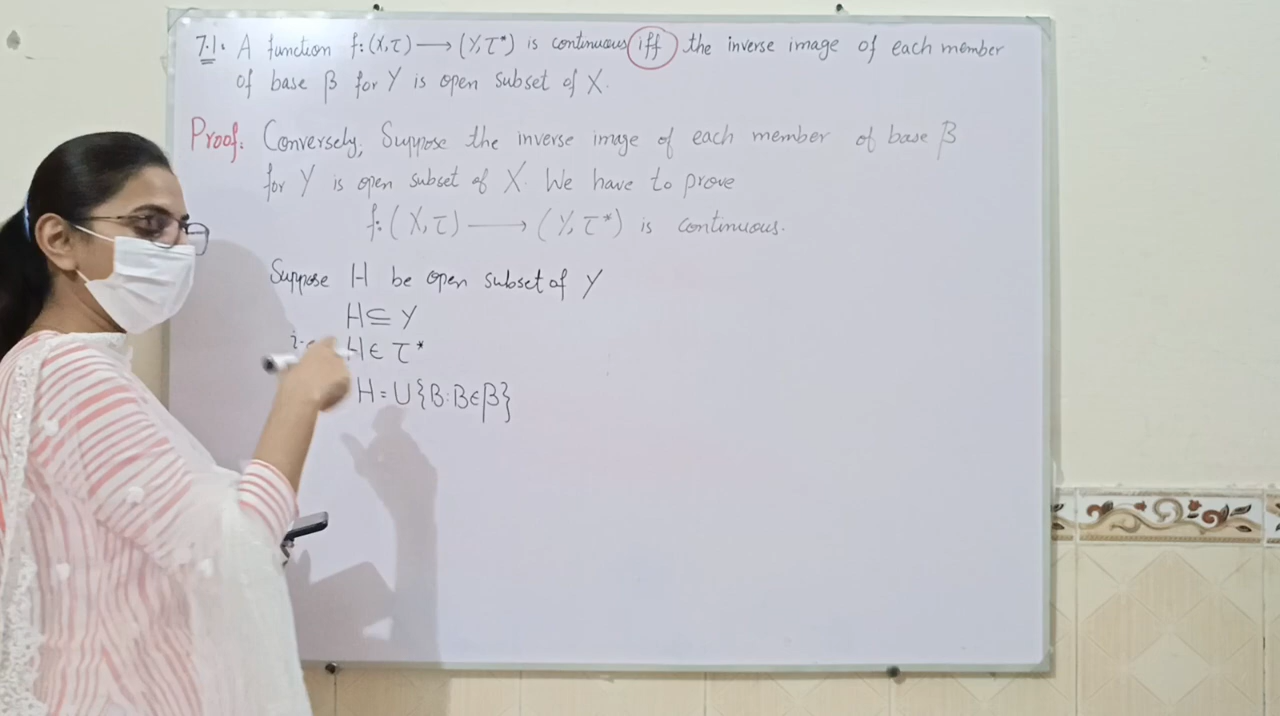 7.1: A function f: (X,τ) ⟶ (Y,τ*) is continuous iff the inverse image of each member
of base β for Y is open subset of X.
Proof: Conversely, Suppose the inverse image of each member of base β
for Y is open subset of X. We have to prove
f: (X,τ) ⟶ (Y,τ*) is continuous.
Suppose H be open subset of Y
H ⊆ Y
H ∈ τ*
H = ∪{B: B∈β}